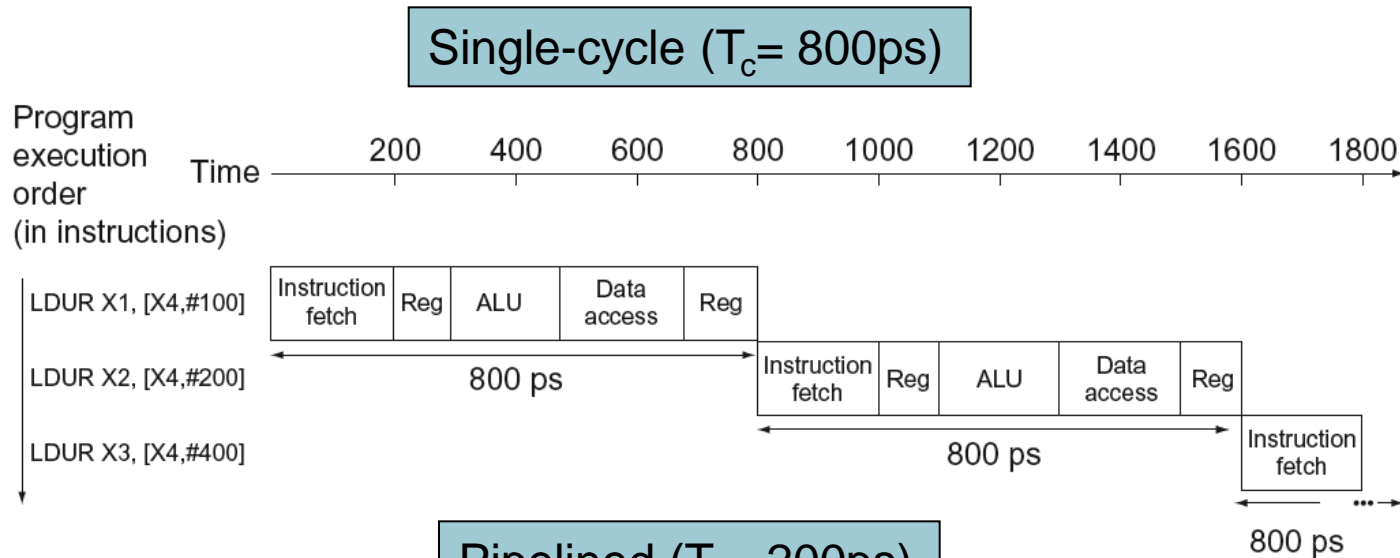 Single-cycle (Tc= 800ps)
Program
execution
order
(in instructions)
Time
200 400 600 800 1000 1200 1400 1600 1800
LDUR X1, [X4,#100]
Instruction
fetch
Reg
ALU
Data
access
Reg
800 ps
LDUR X2, [X4,#200]
Instruction
fetch
Reg
ALU
Data
access
Reg
800 ps
LDUR X3, [X4,#400]
Instruction
fetch
•••
800 ps
Pipelined (T 200ps)